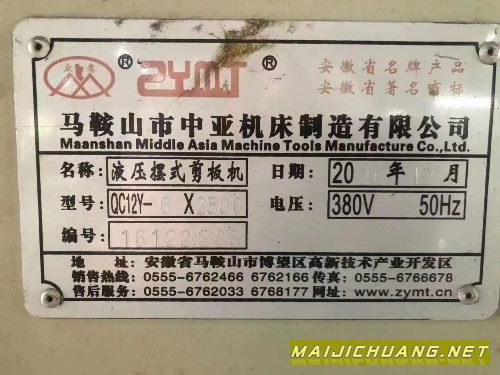 ® ZYMT ® 安徽省名牌产品
安徽省著名商标
马鞍山市中亚机床制造有限公司
Maanshan Middle Asia Machine Tools Manufacture Co.,Ltd.
名称: 液压摆式剪板机 日期: 20 年 月
型号: QC12Y-6 X2500 电压: 380V 50Hz
编号:
地 址: 安徽省马鞍山市博望区高新技术产业开发区
销售热线: 0555-6762466 6762166 传真: 0555-6766678
售后服务: 0555-6762033 6768177 网址: www.zymt.cn
MAIJICHUANG.NET